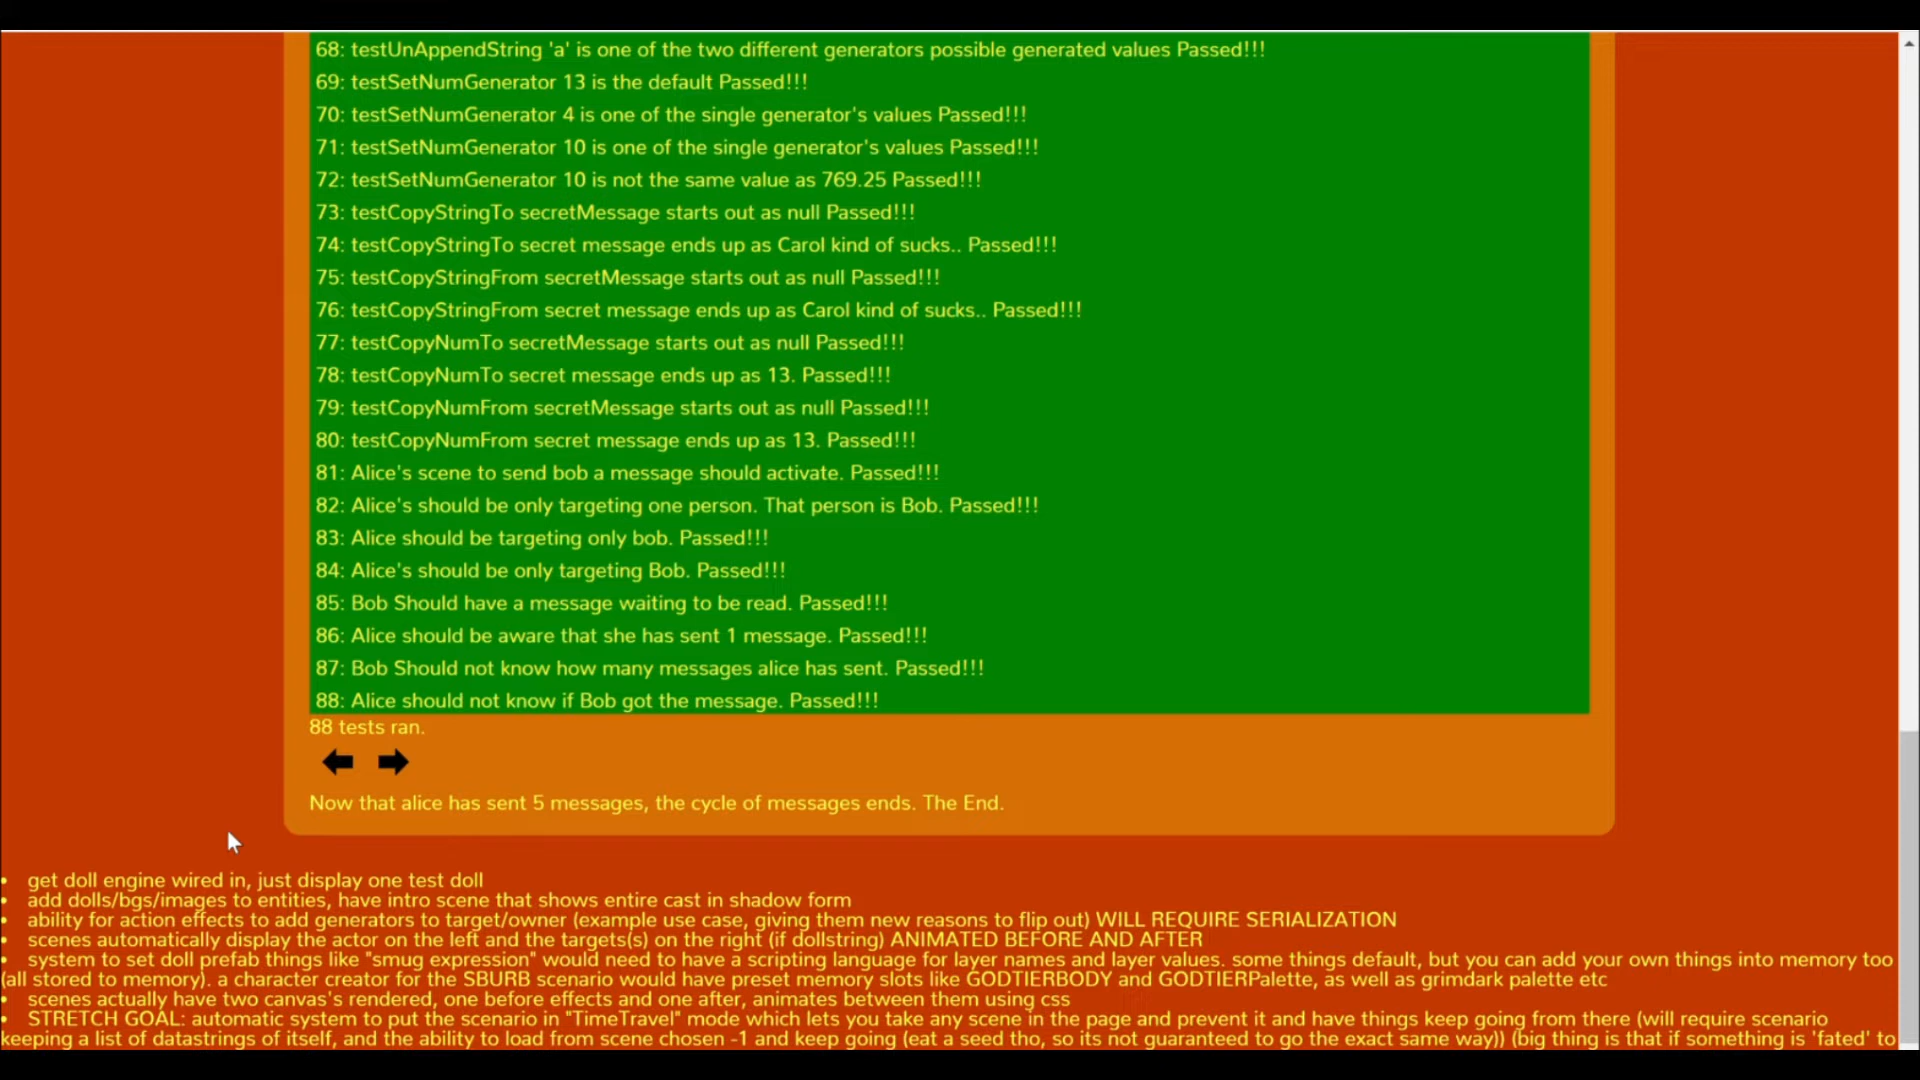 68: testUnAppendString 'a' is one of the two different generators possible generated values Passed!!!
69: testSetNumGenerator 13 is the default Passed!!!
70: testSetNumGenerator 4 is one of the single generator's values Passed!!!
71: testSetNumGenerator 10 is one of the single generator's values Passed!!!
72: testSetNumGenerator 10 is not the same value as 769.25 Passed!!!
73: testCopyStringTo secretMessage starts out as null Passed!!!
74: testCopyStringTo secret message ends up as Carol kind of sucks.. Passed!!!
75: testCopyStringFrom secretMessage starts out as null Passed!!!
76: testCopyStringFrom secret message ends up as Carol kind of sucks.. Passed!!!
77: testCopyNumTo secretMessage starts out as null Passed!!!
78: testCopyNumTo secret message ends up as 13. Passed!!!
79: testCopyNumFrom secretMessage starts out as null Passed!!!
80: testCopyNumFrom secret message ends up as 13. Passed!!!
81: Alice's scene to send bob a message should activate. Passed!!!
82: Alice's should be only targeting one person. That person is Bob. Passed!!!
83: Alice should be targeting only bob. Passed!!!
84: Alice's should be only targeting Bob. Passed!!!
85: Bob Should have a message waiting to be read. Passed!!!
86: Alice should be aware that she has sent 1 message. Passed!!!
87: Bob Should not know how many messages alice has sent. Passed!!!
88: Alice should not know if Bob got the message. Passed!!!
88 tests ran.
Now that alice has sent 5 messages, the cycle of messages ends. The End.
• get doll engine wired in, just display one test doll
• add dolls/bgs/images to entities, have intro scene that shows entire cast in shadow form
• ability for action effects to add generators to target/owner (example use case, giving them new reasons to flip out) WILL REQUIRE SERIALIZATION
• scenes automatically display the actor on the left and the targets(s) on the right (if dollstring) ANIMATED BEFORE AND AFTER
• system to set doll prefab things like "smug expression" would need to have a scripting language for layer names and layer values. some things default, but you can add your own things into memory too
(all stored to memory). a character creator for the SBURB scenario would have preset memory slots like GODTIERBODY and GODTIERPalette, as well as grimdark palette etc
• scenes actually have two canvas's rendered, one before effects and one after, animates between them using css
• STRETCH GOAL: automatic system to put the scenario in "TimeTravel" mode which lets you take any scene in the page and prevent it and have things keep going from there (will require scenario
keeping a list of datastrings of itself, and the ability to load from scene chosen -1 and keep going (eat a seed tho, so its not guaranteed to go the exact same way)) (big thing is that if something is 'fated' to